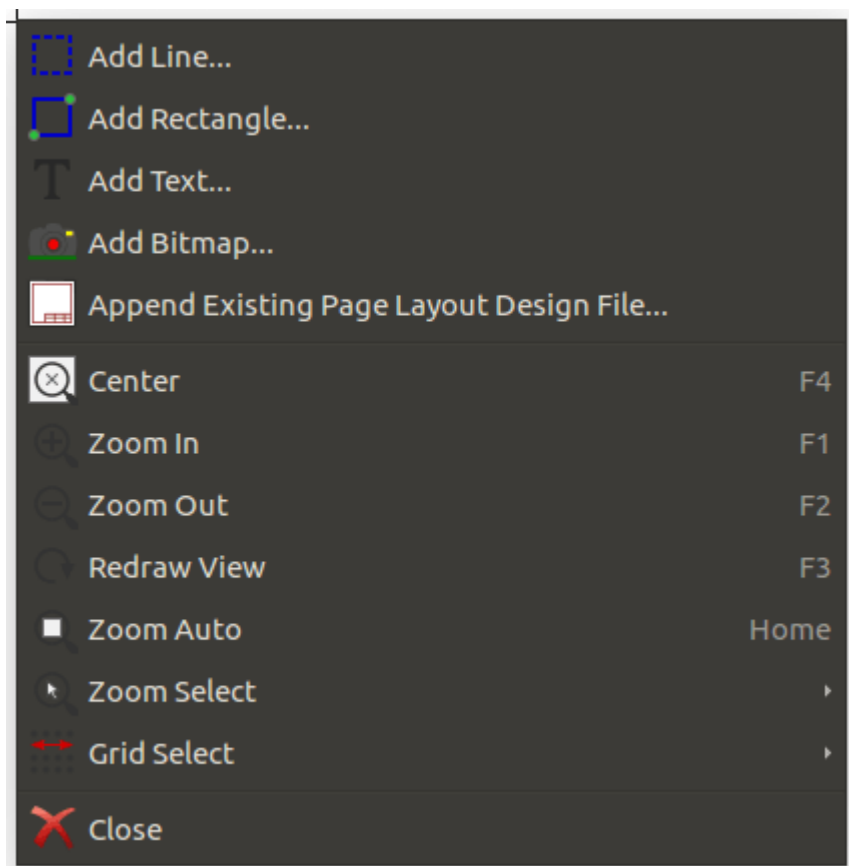 Add Line...
Add Rectangle...
Add Text...
Add Bitmap...
Append Existing Page Layout Design File...
Center F4
Zoom In F1
Zoom Out F2
Redraw View F3
Zoom Auto Home
Zoom Select
Grid Select
Close